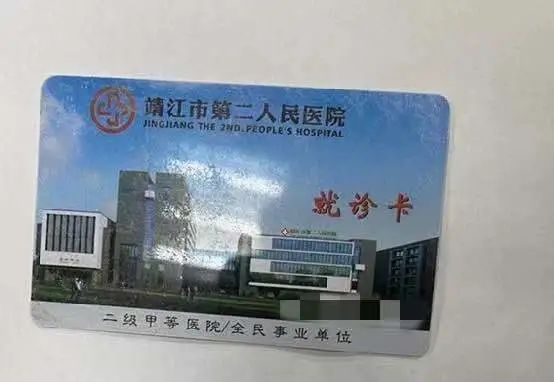 靖江市第二人民医院
JINGJIANG THE 2ND.PEOPLE'S HOSPITAL
就诊卡
二级甲等医院/全民事业单位